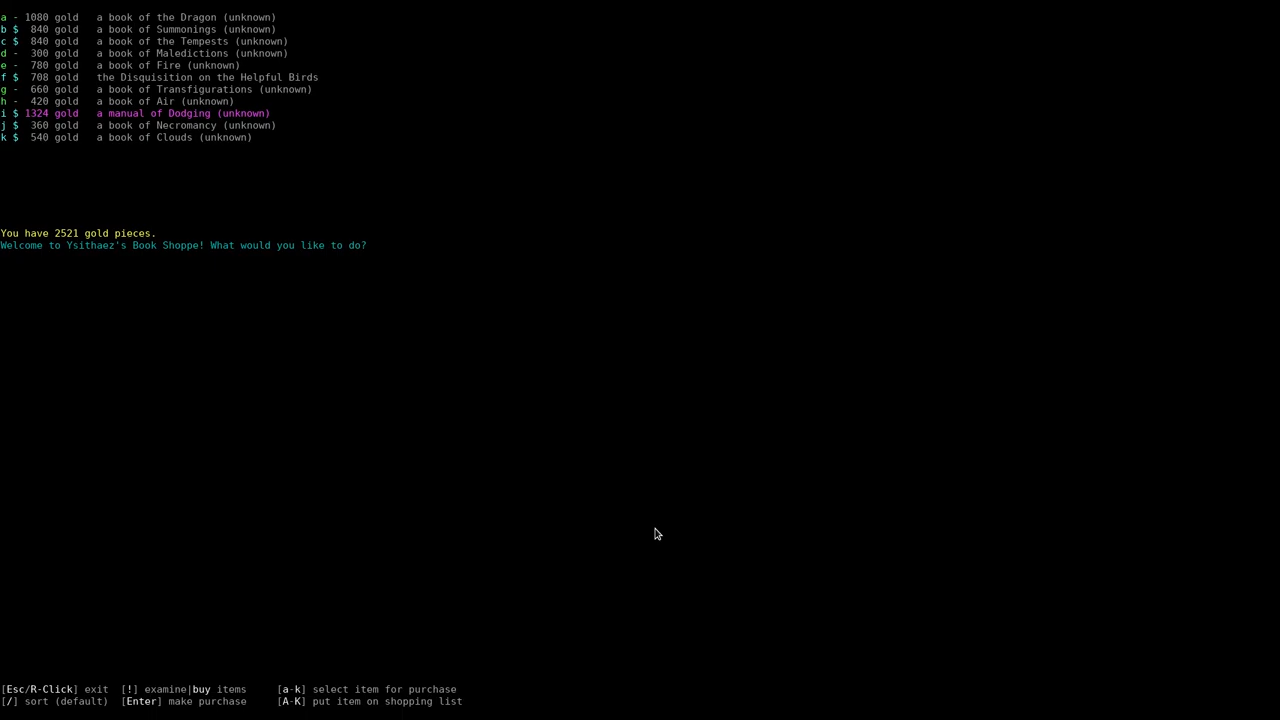 a - 1080 gold   a book of the Dragon (unknown)
b $  840 gold   a book of Summonings (unknown)
c $  840 gold   a book of the Tempests (unknown)
d -  300 gold   a book of Maledictions (unknown)
e -  780 gold   a book of Fire (unknown)
f $  708 gold   the Disquisition on the Helpful Birds
g -  660 gold   a book of Transfigurations (unknown)
h -  420 gold   a book of Air (unknown)
i $ 1324 gold   a manual of Dodging (unknown)
j $  360 gold   a book of Necromancy (unknown)
k $  540 gold   a book of Clouds (unknown)
You have 2521 gold pieces.
Welcome to Ysithaez's Book Shoppe! What would you like to do?
[Esc/R-Click] exit  [!] examine|buy items     [a-k] select item for purchase
[/] sort (default)  [Enter] make purchase     [A-K] put item on shopping list